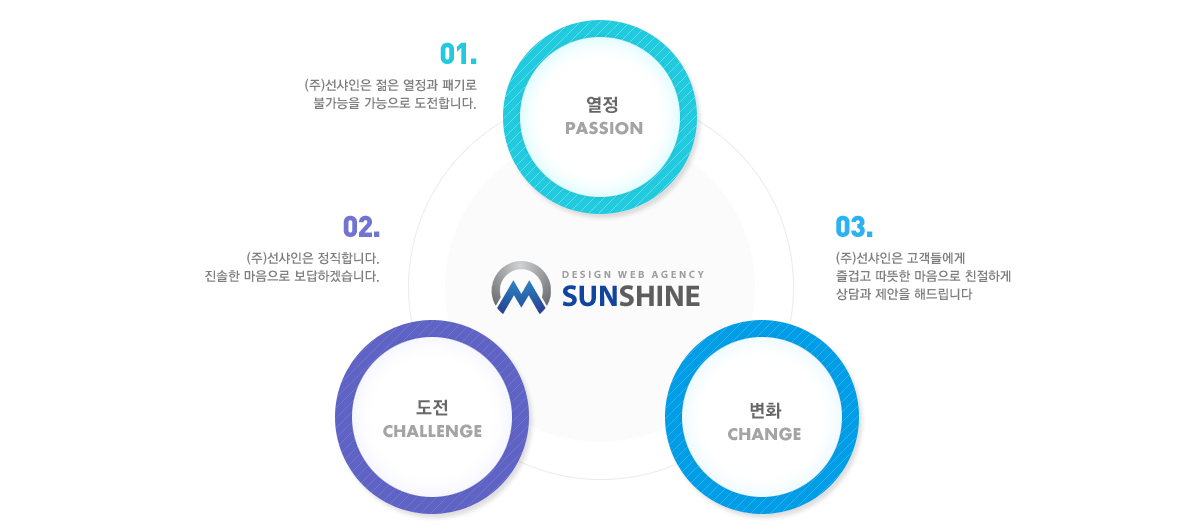 01.
(주)선샤인은 젊은 열정과 패기로
불가능을 가능으로 도전합니다.
열정
PASSION
02.
(주)선샤인은 정직합니다.
진솔한 마음으로 보답하겠습니다.
03.
(주)선샤인은 고객들에게
즐겁고 따뜻한 마음으로 친절하게
상담과 제안을 해드립니다
DESIGN WEB AGENCY
SUNSHINE
도전
CHALLENGE
변화
CHANGE